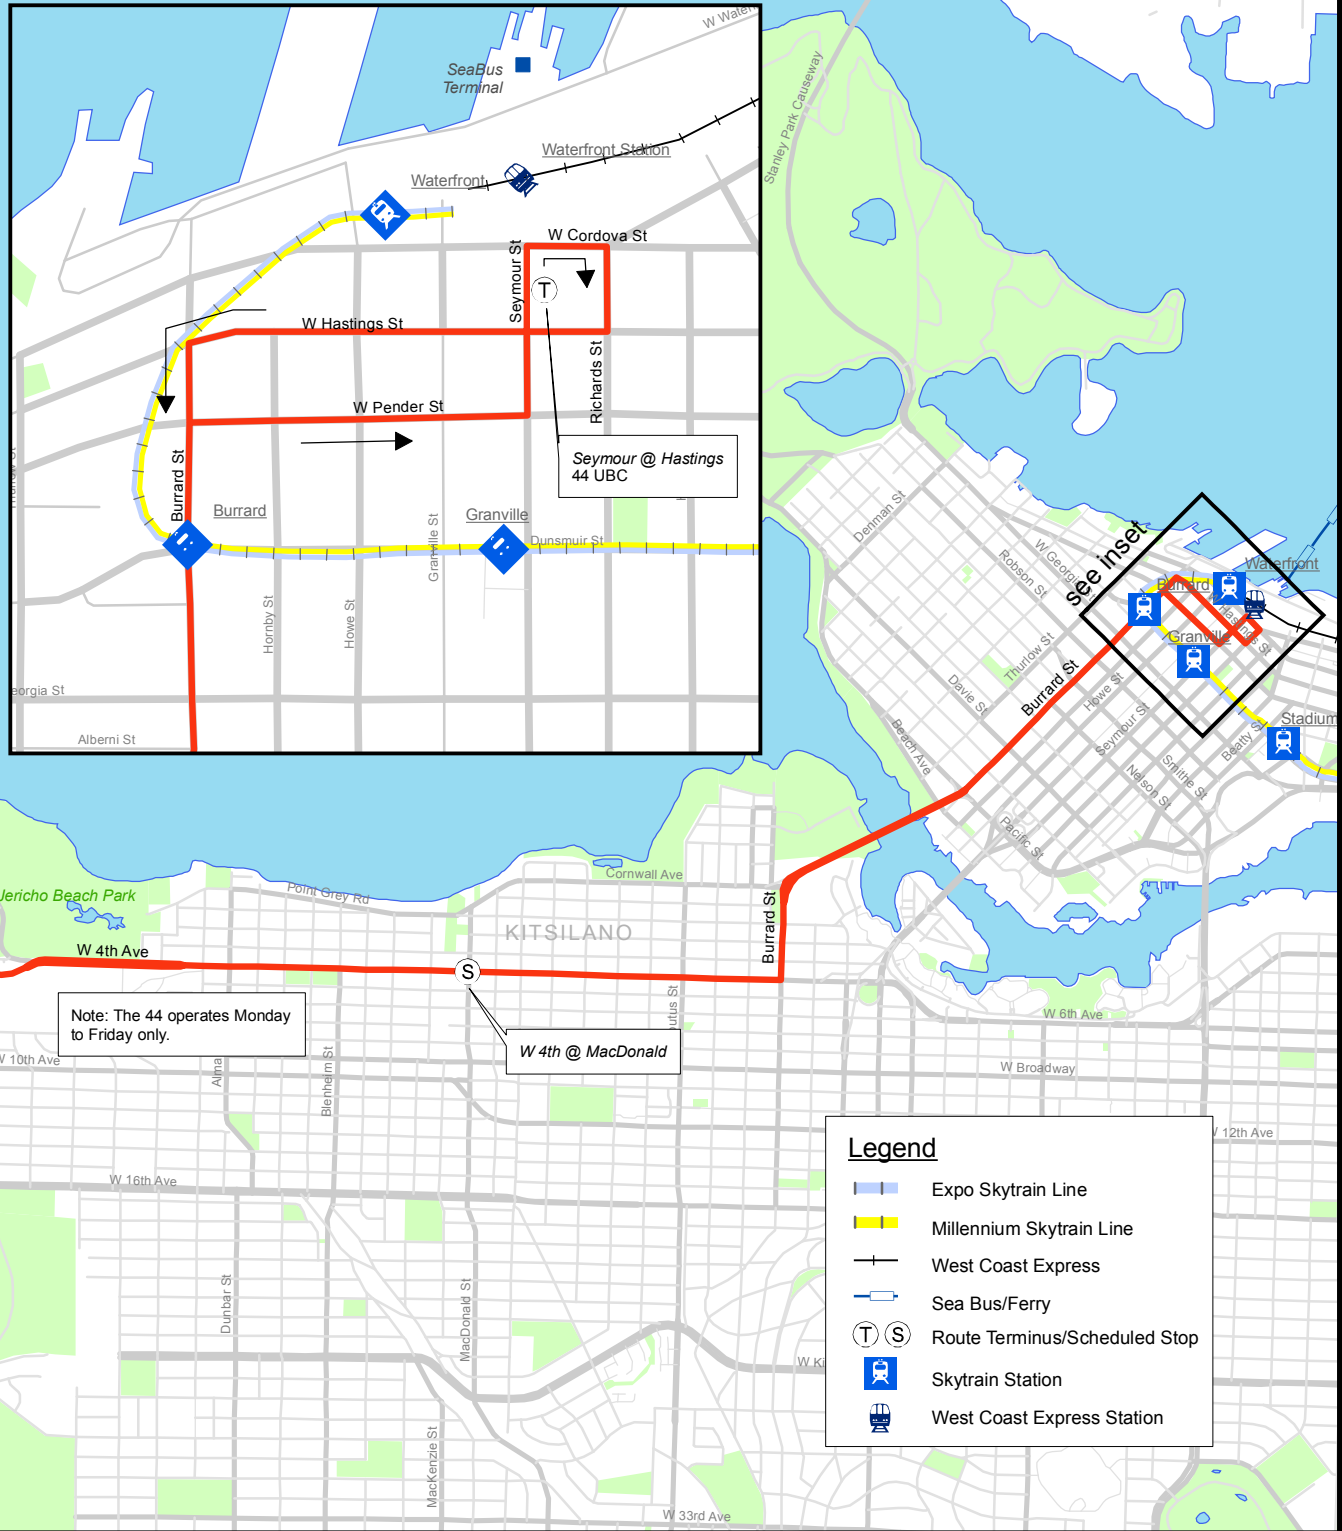 W Water
SeaBus
Terminal
Waterfront Station
Waterfront
W Cordova St
Seymour St
T
W Hastings St
Richards St
W Pender St
Seymour @ Hastings
44 UBC
Burrard St
Burrard
Granville
Granville St
Dunsmuir St
Hornby St
Howe St
eorgia St
Alberni St
Stanley Park Causeway
Denman St
W Georgia St
Robson St
see inset
Waterfront
Burrard
W Hastings St
Granville
Thurlow St
Burrard St
Howe St
Davie St
Seymour St
Beach Ave
Stadium
Beatty St
Smithe St
Nelson St
Pacific St
Jericho Beach Park
Point Grey Rd
Cornwall Ave
Burrard St
KITSILANO
W 4th Ave
S
Note: The 44 operates Monday
to Friday only.
W 4th @ MacDonald
utus St
W 6th Ave
W 10th Ave
Alma
Blenheim St
W Broadway
W 12th Ave
W 16th Ave
Dunbar St
MacDonald St
W Ki
MacKenzie St
W 33rd Ave
Legend
Expo Skytrain Line
Millennium Skytrain Line
West Coast Express
Sea Bus/Ferry
T S Route Terminus/Scheduled Stop
Skytrain Station
West Coast Express Station